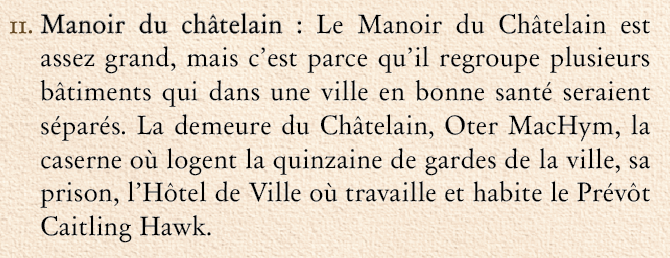 11. Manoir du châtelain : Le Manoir du Châtelain est
assez grand, mais c’est parce qu’il regroupe plusieurs
bâtiments qui dans une ville en bonne santé seraient
séparés. La demeure du Châtelain, Oter MacHym, la
caserne où logent la quinzaine de gardes de la ville, sa
prison, l’Hôtel de Ville où travaille et habite le Prévôt
Caitling Hawk.